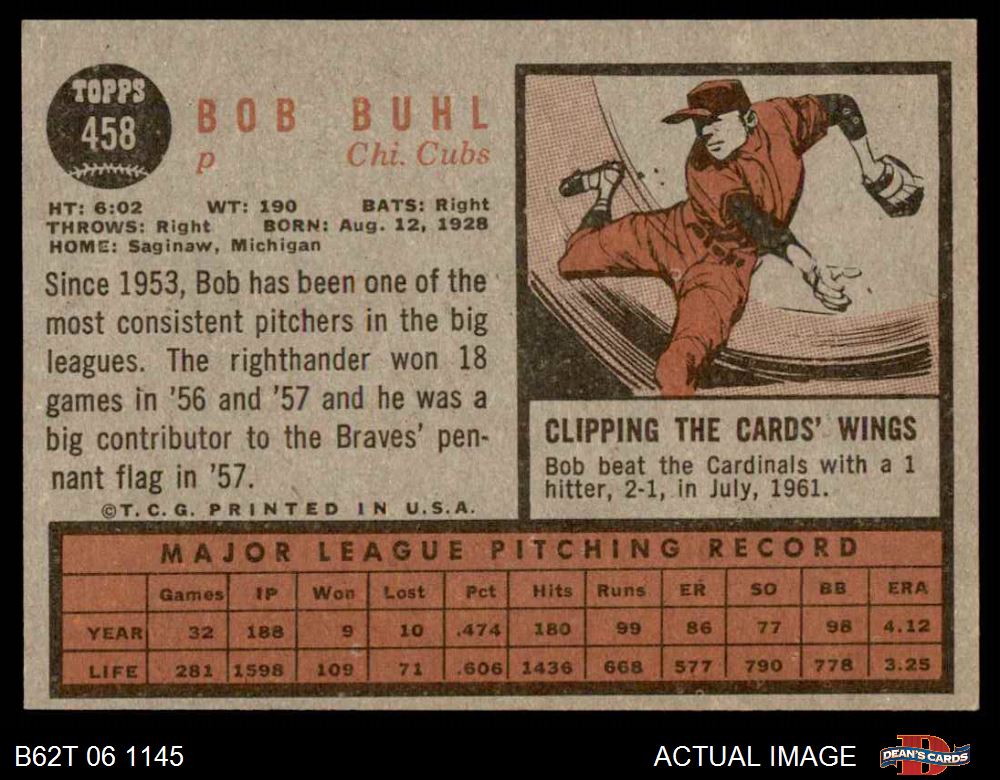 TOPPS
458
BOB BUHL
p Chi. Cubs
HT: 6:02 WT: 190 BATS: Right
THROWS: Right BORN: Aug. 12, 1928
HOME: Saginaw, Michigan
Since 1953, Bob has been one of the
most consistent pitchers in the big
leagues. The righthander won 18
games in '56 and '57 and he was a
big contributor to the Braves' pen-
nant flag in '57.
©T.C.G. PRINTED IN U.S.A.
CLIPPING THE CARDS' WINGS
Bob beat the Cardinals with a 1
hitter, 2-1, in July, 1961.
MAJOR LEAGUE PITCHING RECORD
Games IP Won Lost Pct Hits Runs ER SO BB ERA
YEAR 32 188 9 10 .474 180 99 86 77 98 4.12
LIFE 281 1598 109 71 .606 1436 668 577 790 778 3.25
B62T 06 1145 ACTUAL IMAGE DEAN'S CARDS